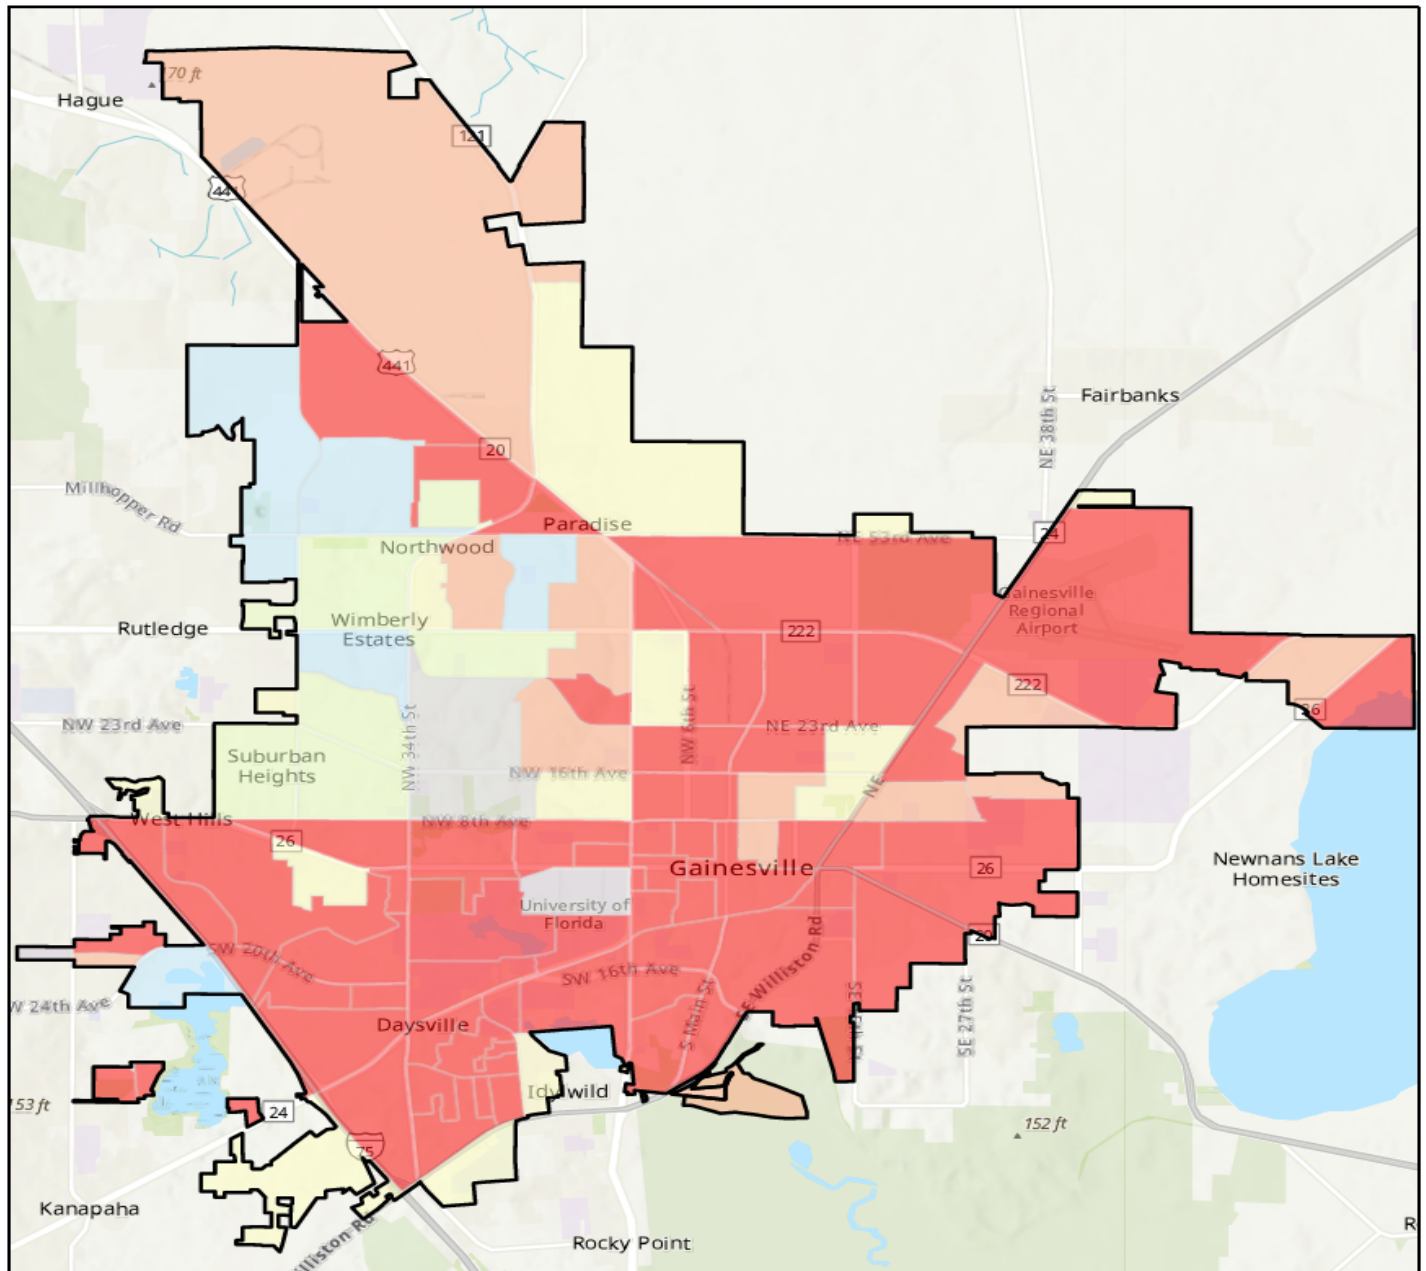 170 ft
Hague
121
441
441
Fairbanks
NE 38th St
20
Millhopper Rd
Paradise
NE 53rd Ave
24
Northwood
Gainesville
Regional
Airport
Rutledge
Wimberly
Estates
222
222
26
NW 23rd Ave
NW 34th St
NW 6th St
NE 23rd Ave
Suburban
Heights
NW 16th Ave
NE
West Hills
NW 8th Ave
26
Gainesville
26
Newnans Lake
Homesites
University of
Florida
20
SW 20th Ave
SW 16th Ave
SE Williston Rd
W 24th Ave
S Main St
SE 27th St
Daysville
Idylwild
153 ft
24
152 ft
75
Kanapaha
Williston Rd
Rocky Point
R